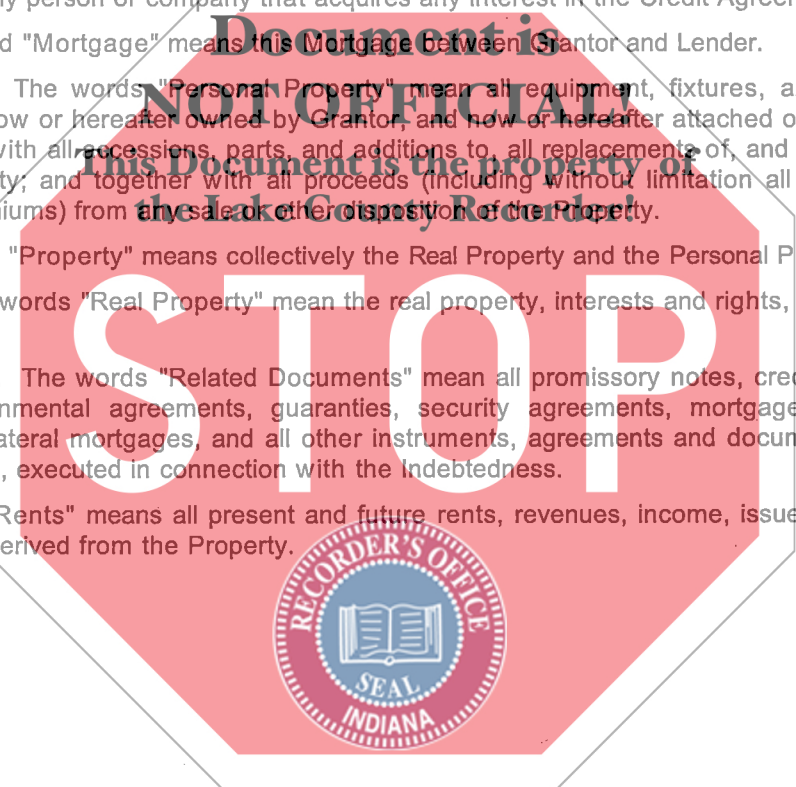 ny person or company that acquires any interest in the Credit Agreem
Document is
d "Mortgage" means this Mortgage between Grantor and Lender.
The words "Personal Property" mean all equipment, fixtures, a
NOT OFFICIAL!
ow or hereafter owned by Grantor, and now or hereafter attached o
with all accessions, parts, and additions to, all replacements of, and
This Document is the property of
ty; and together with all proceeds (including without limitation all
niums) from any sale or other disposition of the Property.
the Lake County Recorder!
"Property" means collectively the Real Property and the Personal P
words "Real Property" mean the real property, interests and rights,
STOP
The words "Related Documents" mean all promissory notes, cred
nmental agreements, guaranties, security agreements, mortgage
ateral mortgages, and all other instruments, agreements and docum
, executed in connection with the Indebtedness.
Rents" means all present and future rents, revenues, income, issue
erived from the Property.
RECORDER'S OFFICE
SEAL
INDIANA